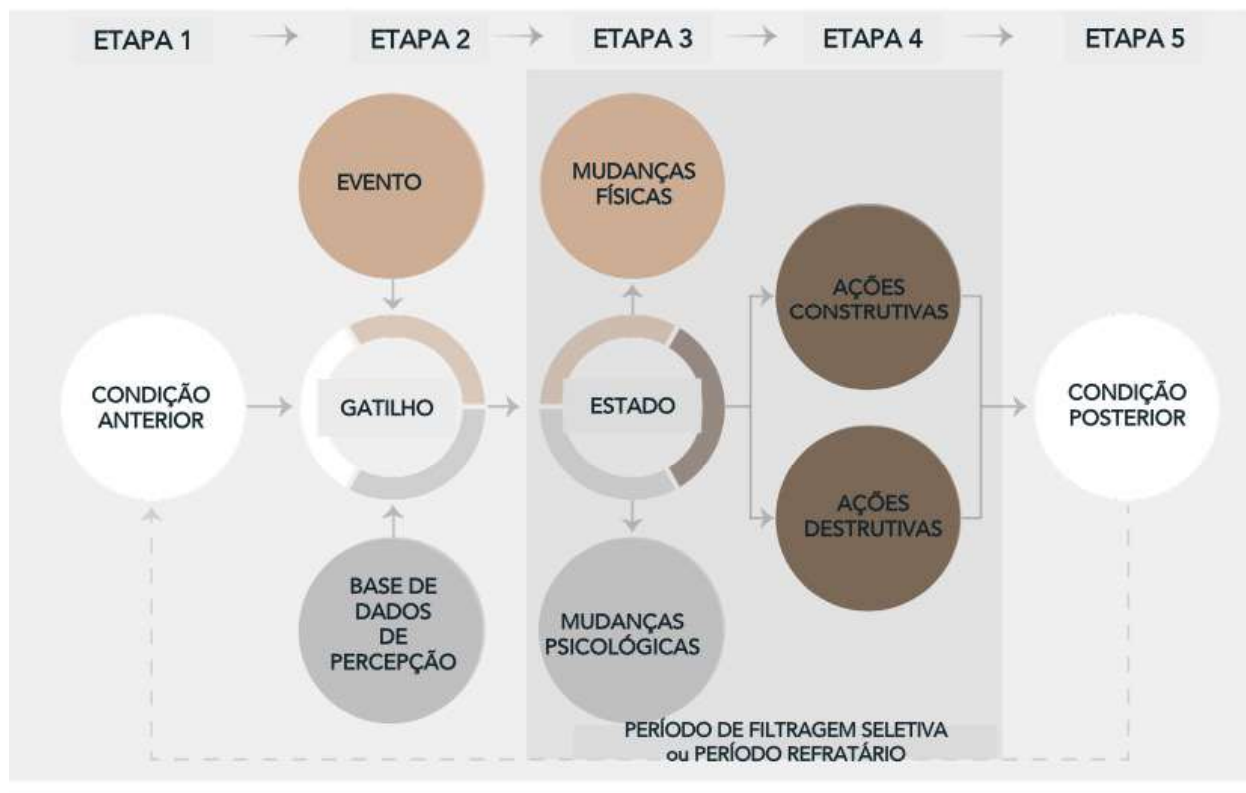 ETAPA 1
ETAPA 2
ETAPA 3
ETAPA 4
ETAPA 5
EVENTO
MUDANÇAS
FÍSICAS
AÇÕES
CONSTRUTIVAS
CONDIÇÃO
ANTERIOR
GATILHO
ESTADO
CONDIÇÃO
POSTERIOR
AÇÕES
DESTRUTIVAS
BASE DE
DADOS
DE
PERCEPÇÃO
MUDANÇAS
PSICOLÓGICAS
PERÍODO DE FILTRAGEM SELETIVA
ou PERÍODO REFRATÁRIO